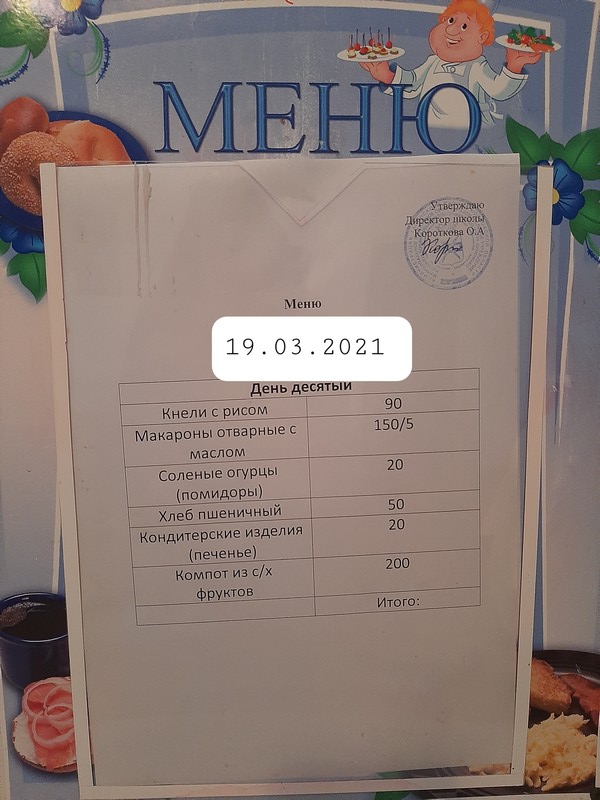 МЕНЮ
Утверждаю
Директор школы
Короткова О.А
Меню
19.03.2021
День десятый
Кнели с рисом 90
Макароны отварные с 150/5
маслом
Соленые огурцы 20
(помидоры)
Хлеб пшеничный 50
Кондитерские изделия 20
(печенье)
Компот из с/х 200
фруктов
Итого: